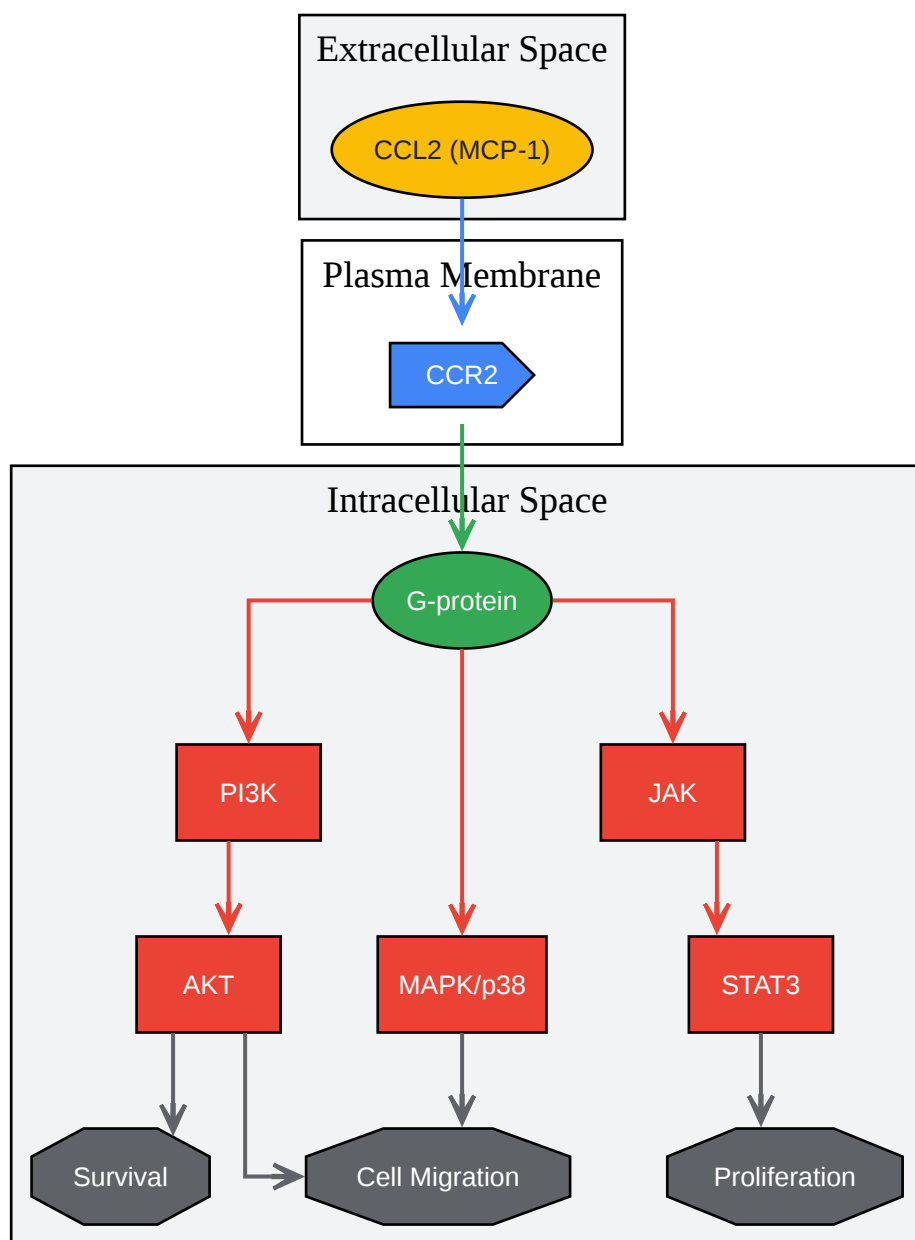 Extracellular Space
CCL2 (MCP-1)
Plasma Membrane
CCR2
Intracellular Space
G-protein
PI3K
JAK
AKT
MAPK/p38
STAT3
Survival
Cell Migration
Proliferation